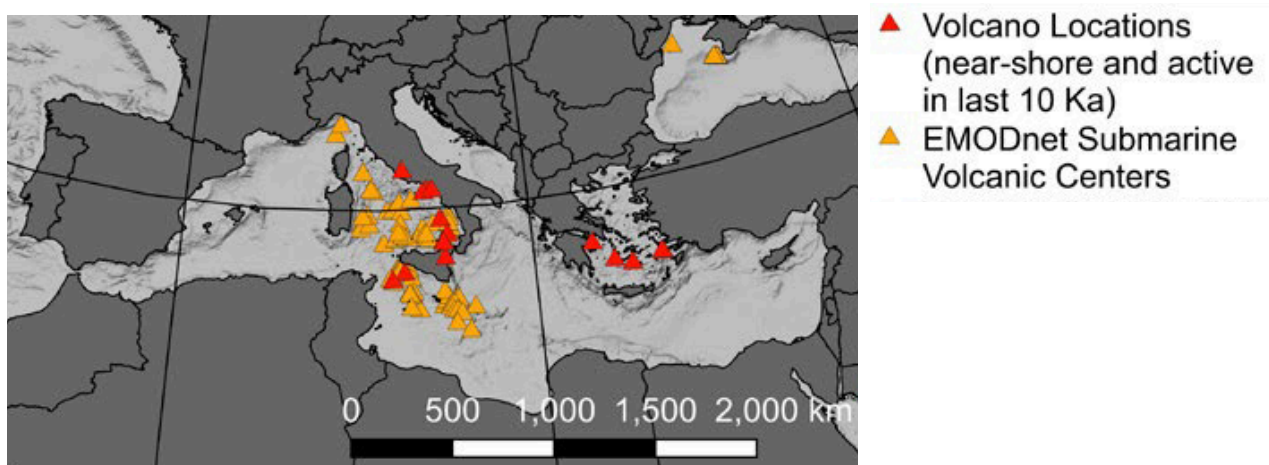 Volcano Locations
(near-shore and active
in last 10 Ka)
EMODnet Submarine
Volcanic Centers
0 500 1,000 1,500 2,000 km